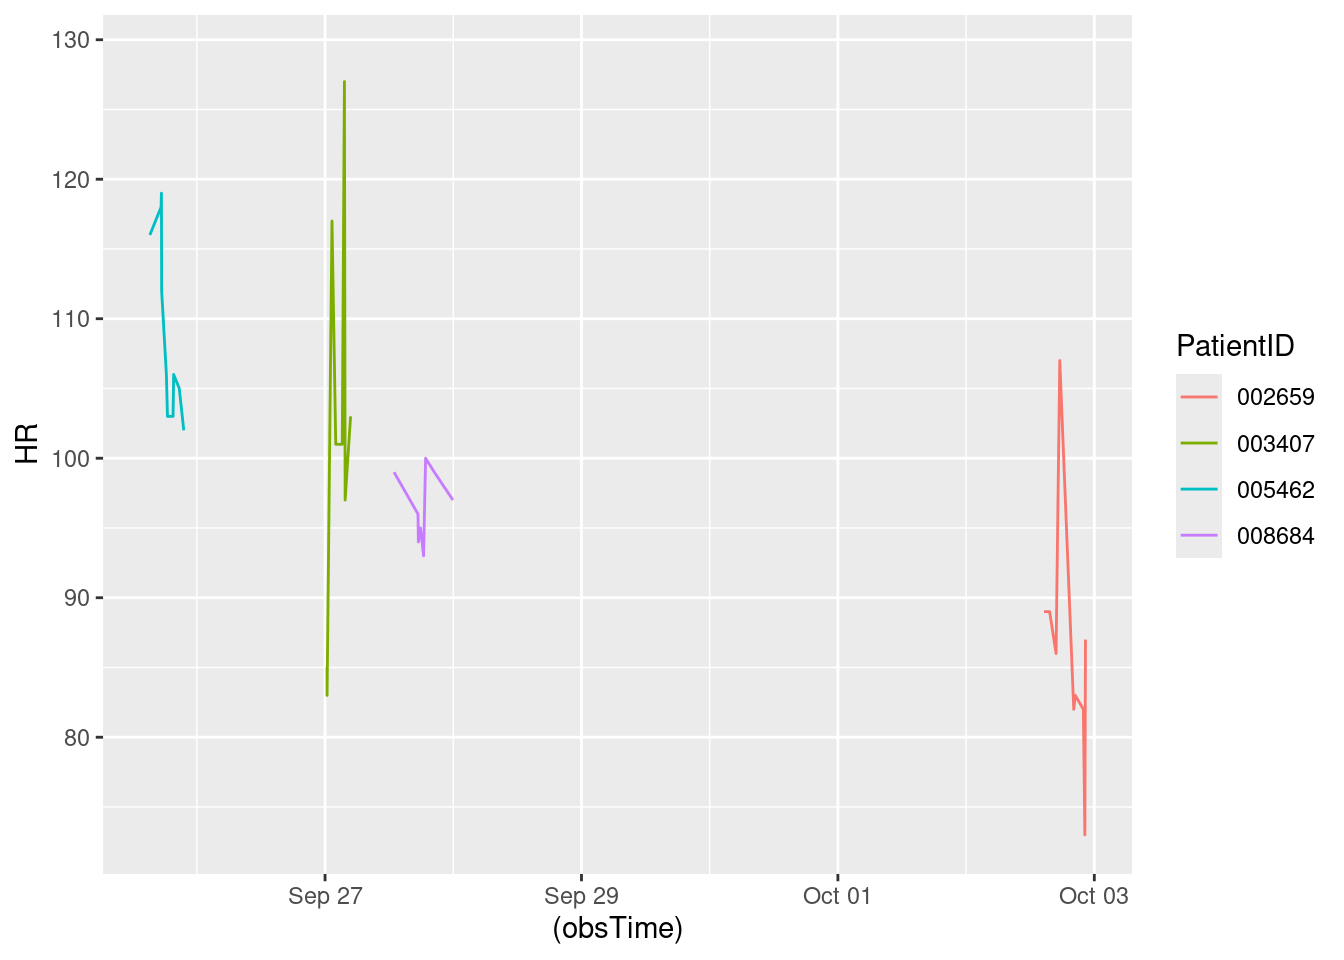 130
120
110
100
90
80
HR
Sep 27
Sep 29
Oct 01
Oct 03
(obsTime)
PatientID
002659
003407
005462
008684